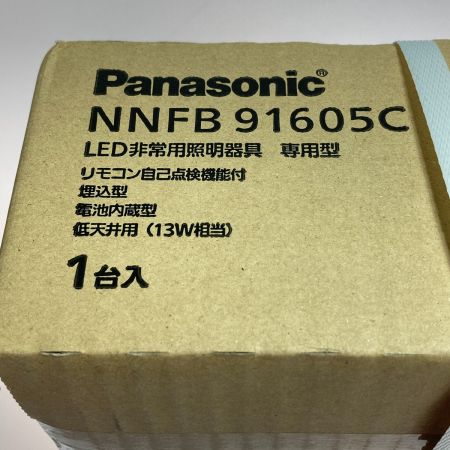 Panasonic®
NNFB 91605C
LED非常用照明器具 専用型
リモコン自己点検機能付
埋込型
電池内蔵型
低天井用（13W相当）
1台入